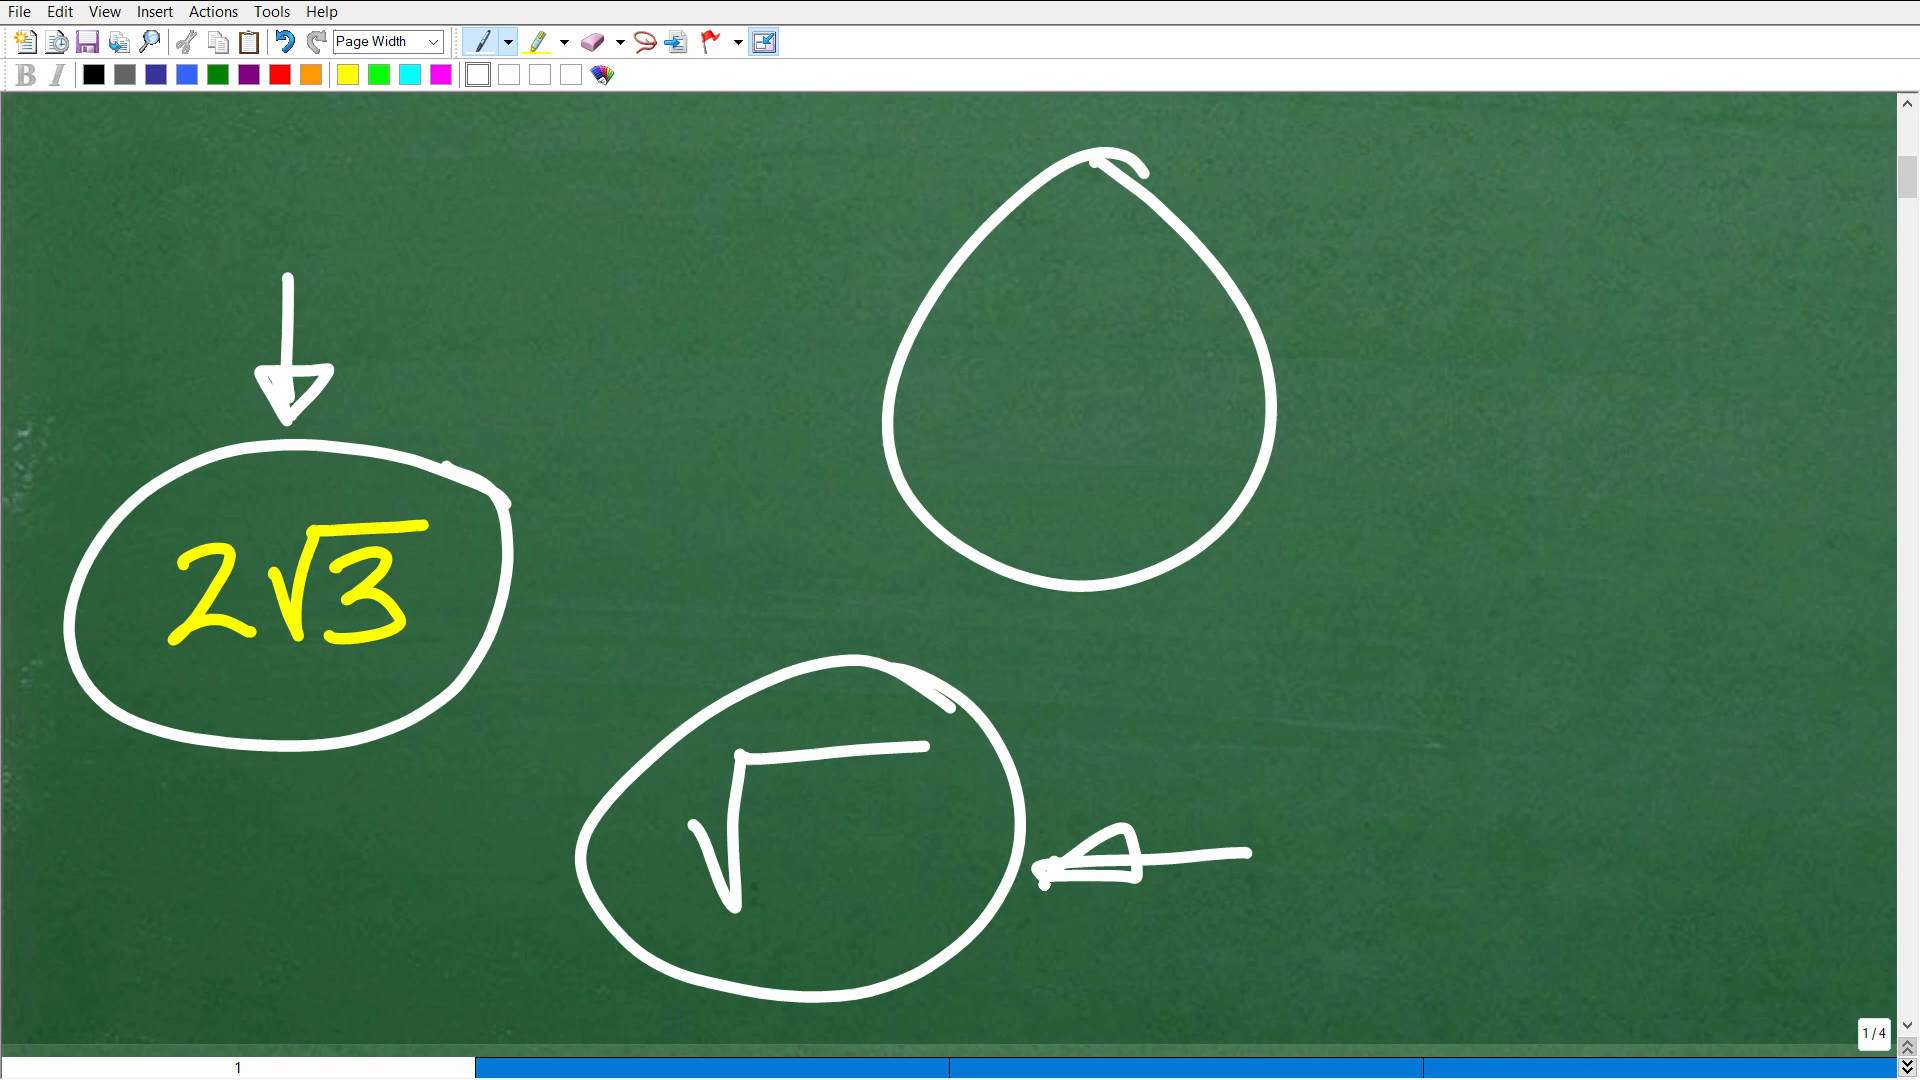 File Edit View Insert Actions Tools Help
Page Width
B I
2√3
√
1 / 4
1